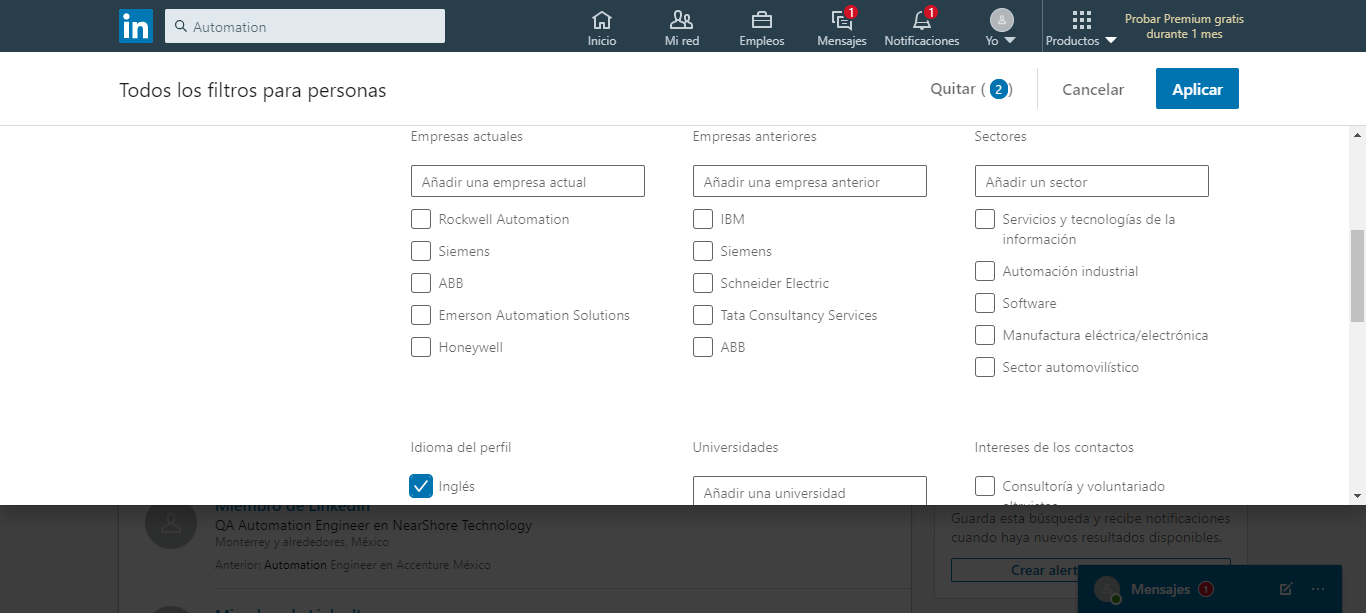 in
Automation
Inicio
Mi red
Empleos
1
Mensajes
1
Notificaciones
Yo
Productos
Probar Premium gratis
durante 1 mes
Todos los filtros para personas
Quitar ( 2 )
Cancelar
Aplicar
Empresas actuales
Añadir una empresa actual
Rockwell Automation
Siemens
ABB
Emerson Automation Solutions
Honeywell
Empresas anteriores
Añadir una empresa anterior
IBM
Siemens
Schneider Electric
Tata Consultancy Services
ABB
Sectores
Añadir un sector
Servicios y tecnologías de la
información
Automación industrial
Software
Manufactura eléctrica/electrónica
Sector automovilístico
Idioma del perfil
Inglés
Universidades
Añadir una universidad
Intereses de los contactos
Consultoría y voluntariado
Miembro de LinkedIn
QA Automation Engineer en NearShore Technology
Monterrey y alrededores, México
Anterior: Automation Engineer en Accenture México
Guarda esta búsqueda y recibe notificaciones
cuando haya nuevos resultados disponibles.
Crear alert
Mensajes 1